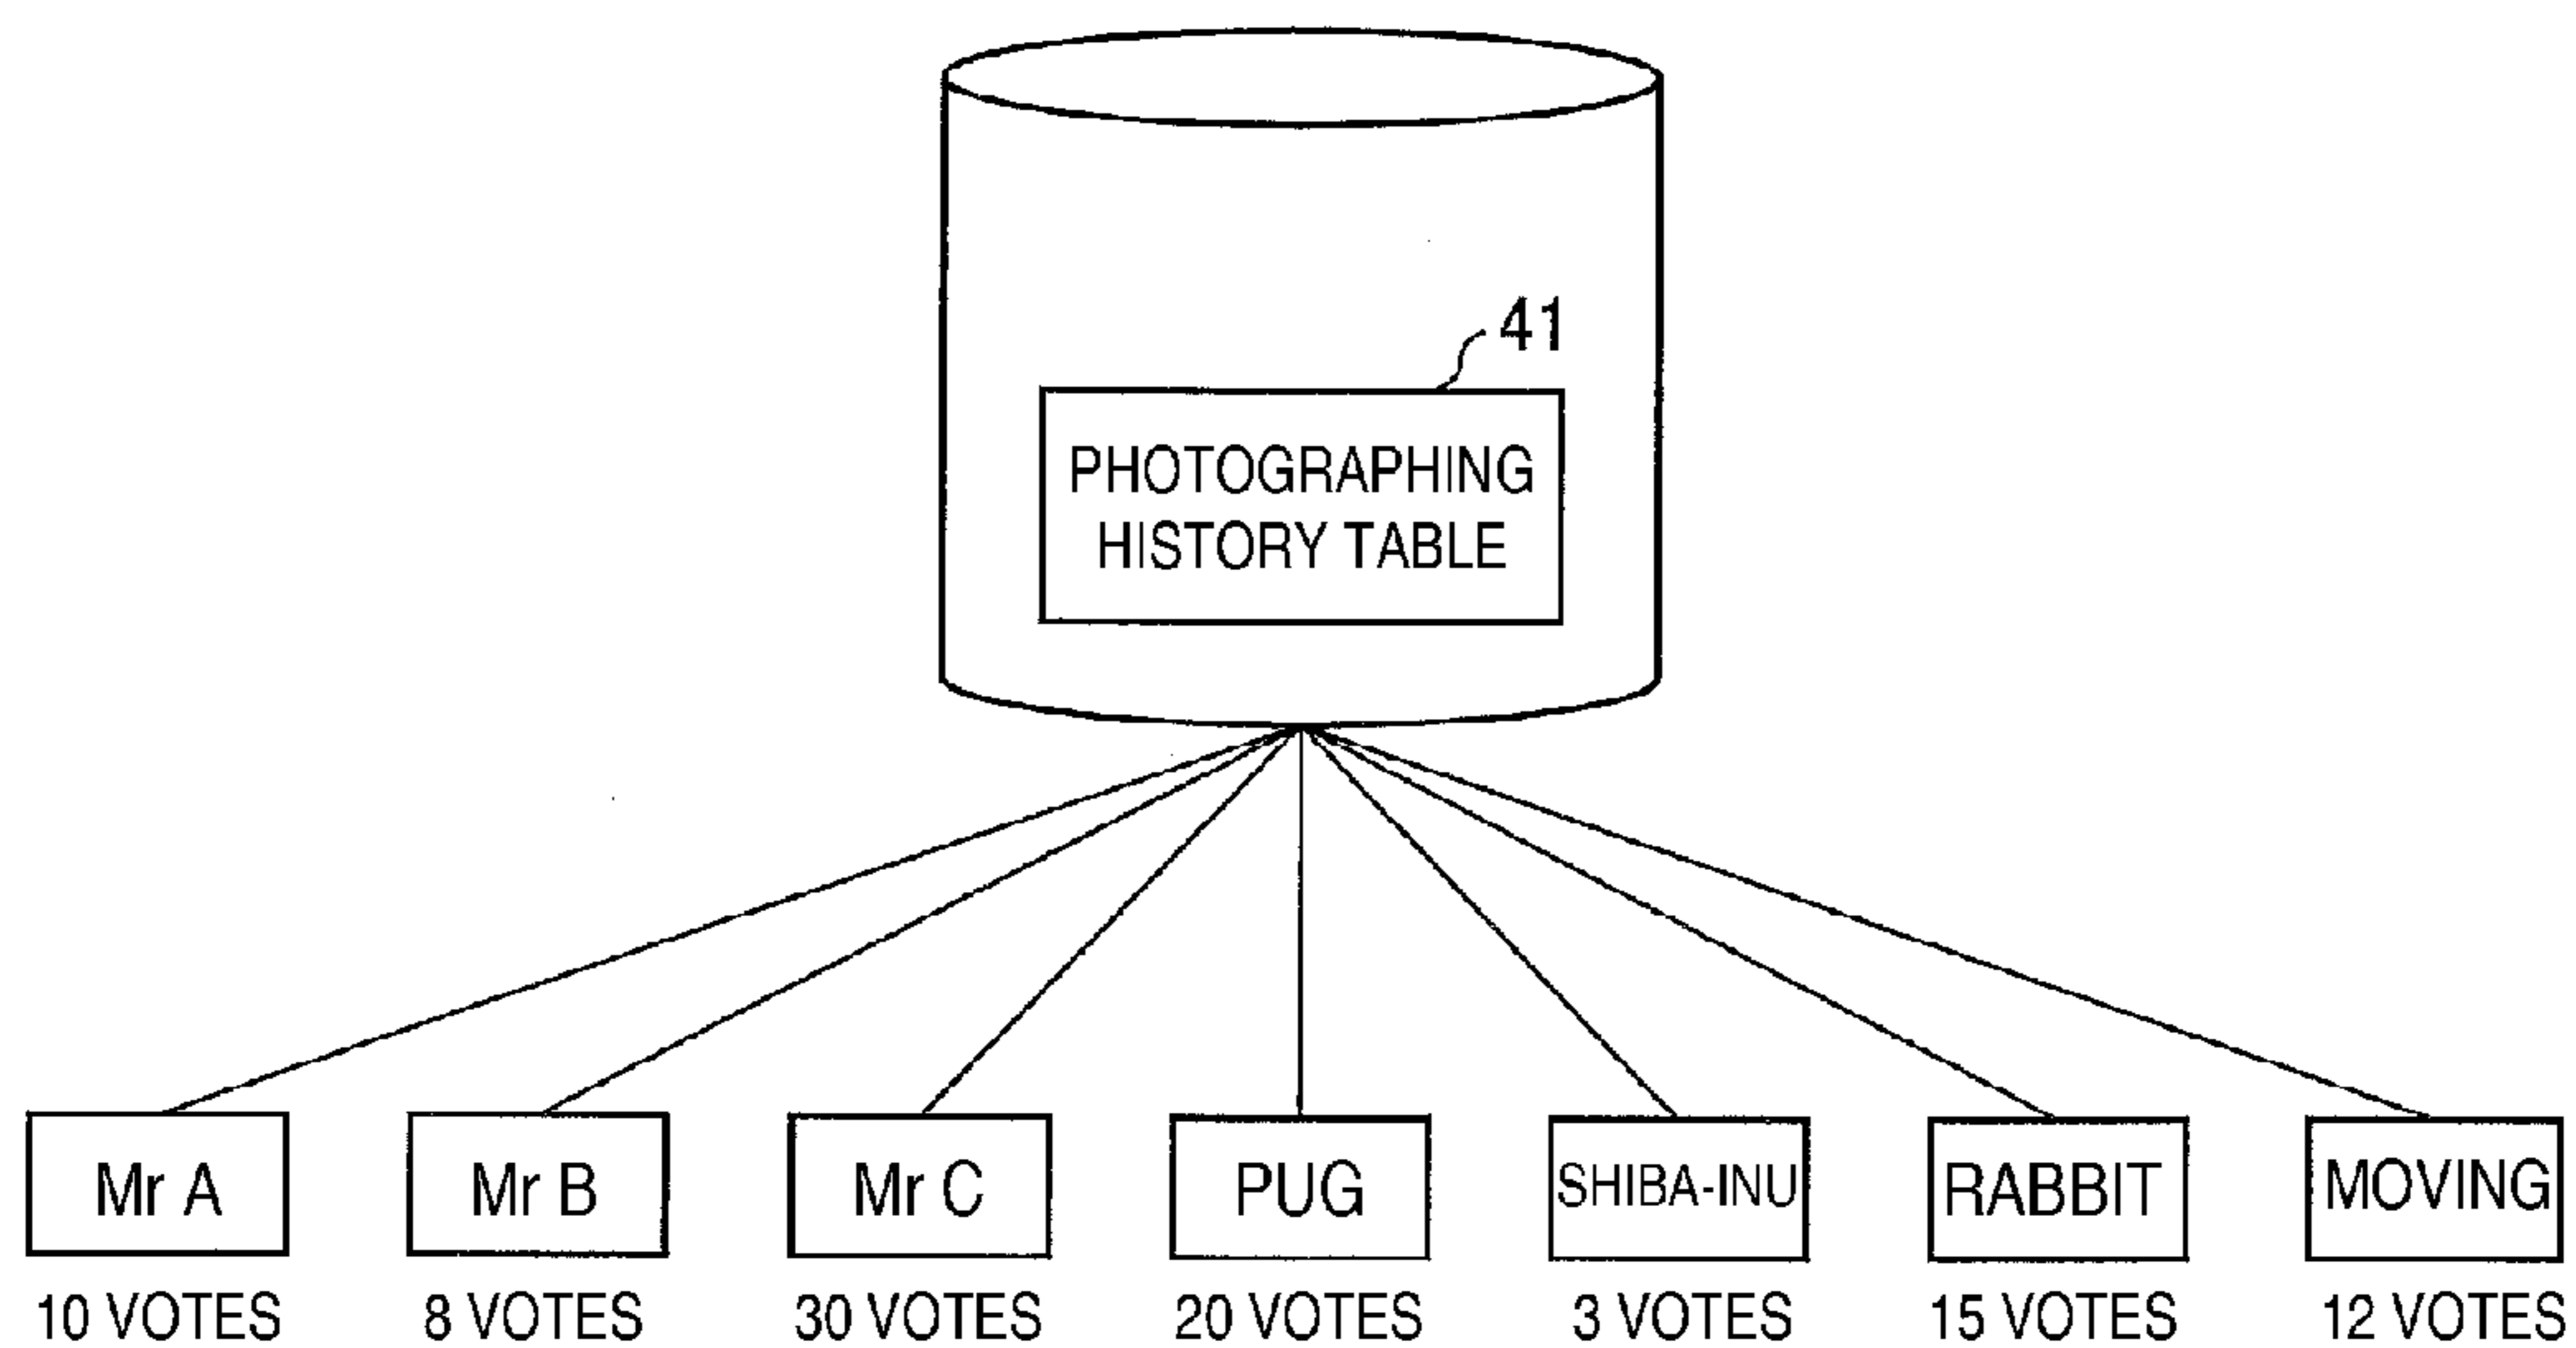 41
PHOTOGRAPHING
HISTORY TABLE
Mr A
Mr B
Mr C
PUG
SHIBA-INU
RABBIT
MOVING
10 VOTES
8 VOTES
30 VOTES
20 VOTES
3 VOTES
15 VOTES
12 VOTES